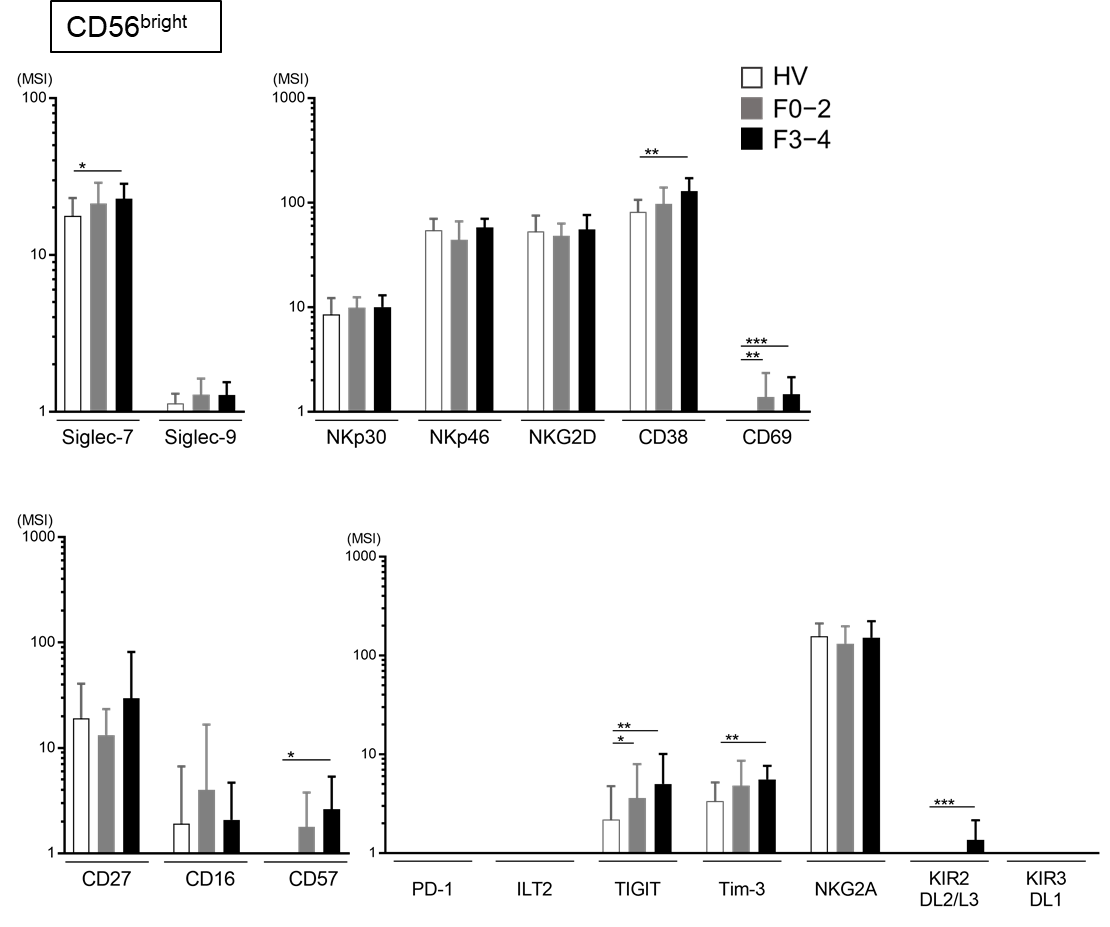 CD56bright
(MSI)
100
10
1
*
Siglec-7 Siglec-9
(MSI)
1000
100
10
1
**
***
**
NKp30 NKp46 NKG2D CD38 CD69
HV
F0−2
F3−4
(MSI)
1000
100
10
1
*
CD27 CD16 CD57
(MSI)
1000
100
10
1
**
*
**
***
PD-1 ILT2 TIGIT Tim-3 NKG2A KIR2 DL2/L3 KIR3 DL1